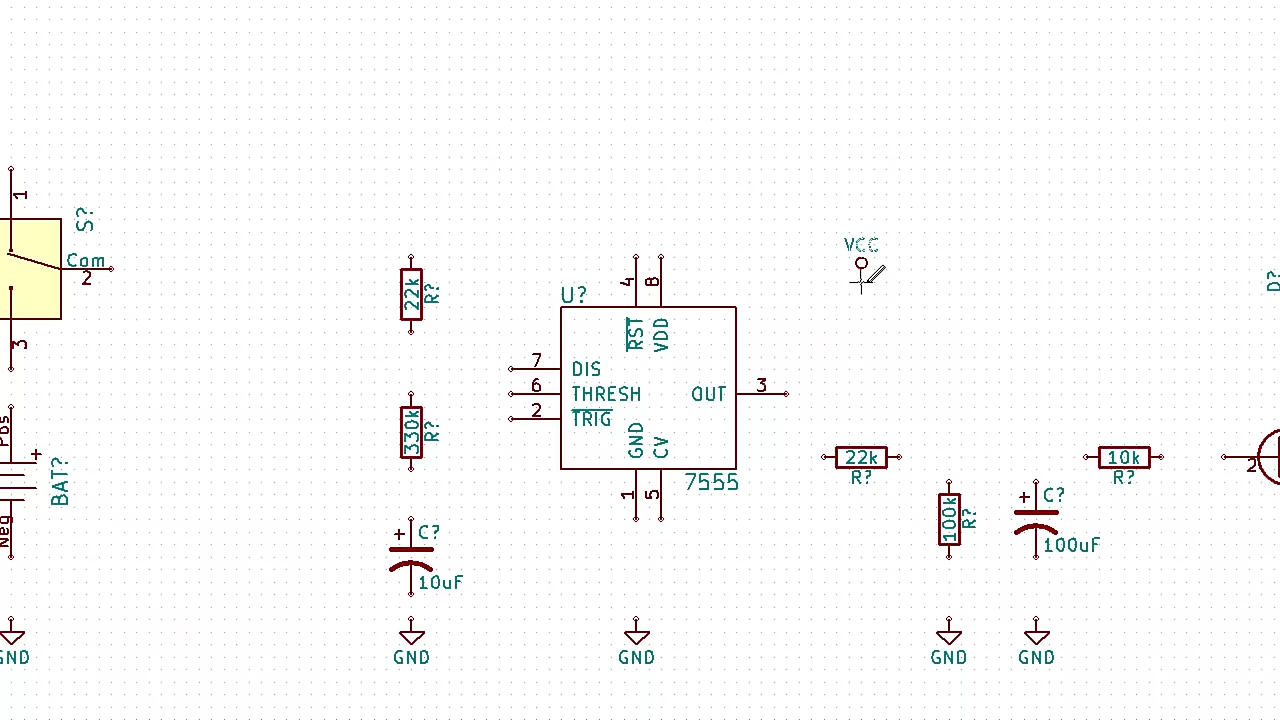 VCC
1
S?
Com
2
3
Pos
+
BAT?
Neg
GND
22k
R?
330k
R?
+
C?
10uF
GND
U?
4
8
RST
VDD
7
DIS
6
THRESH
2
TRIG
OUT
3
GND
CV
1
5
7555
GND
22k
R?
100k
R?
GND
+
C?
100uF
GND
10k
R?
2
D?